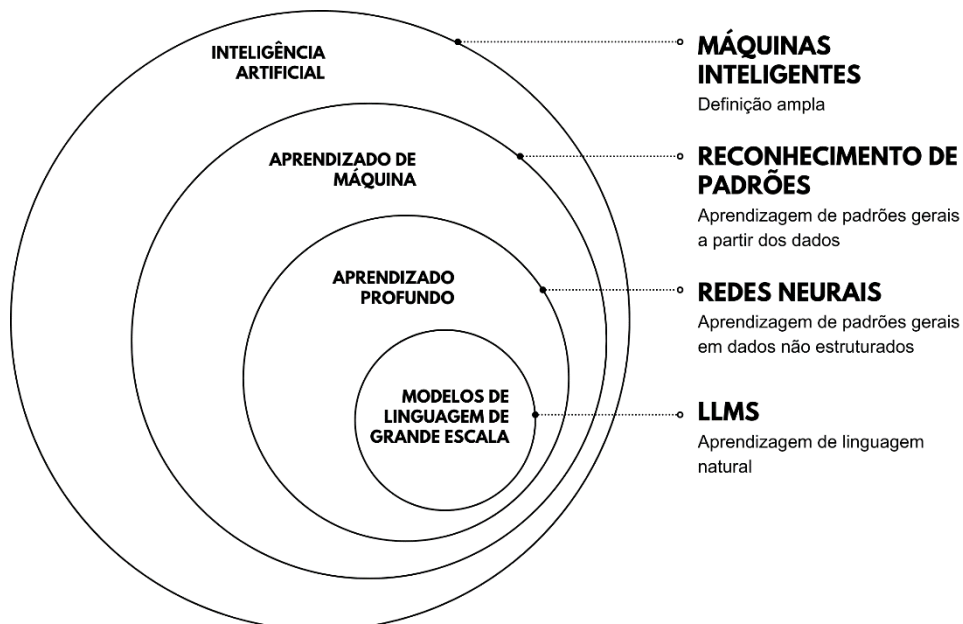 INTELIGÊNCIA
ARTIFICIAL
MÁQUINAS
INTELIGENTES
Definição ampla
APRENDIZADO DE
MÁQUINA
RECONHECIMENTO DE
PADRÕES
Aprendizagem de padrões gerais
a partir dos dados
APRENDIZADO
PROFUNDO
REDES NEURAIS
Aprendizagem de padrões gerais
em dados não estruturados
MODELOS DE
LINGUAGEM DE
GRANDE ESCALA
LLMS
Aprendizagem de linguagem
natural